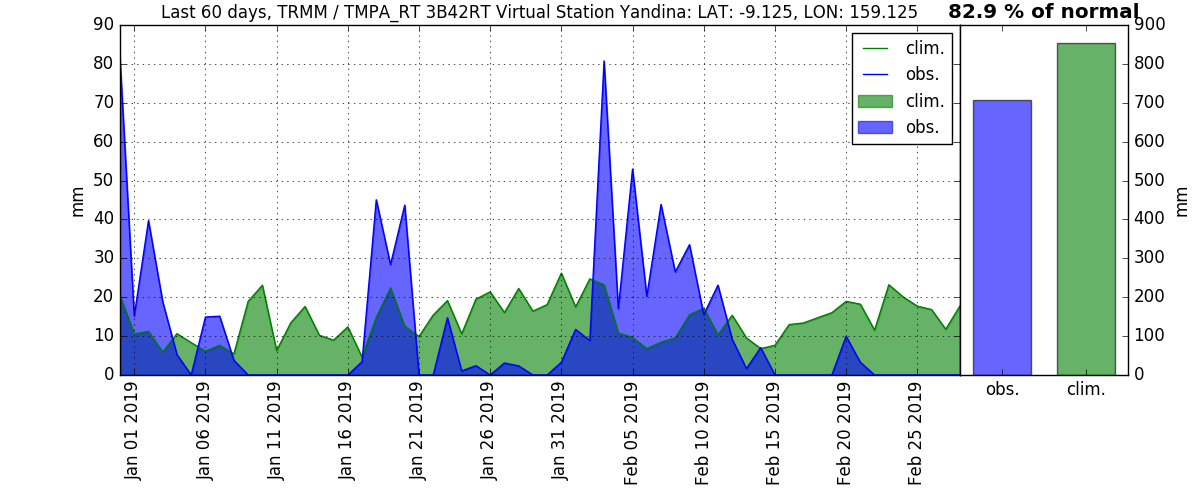 Last 60 days, TRMM / TMPA_RT 3B42RT Virtual Station Yandina: LAT: -9.125, LON: 159.125
82.9 % of normal
90
80
70
60
50
40
30
20
10
0
mm
clim.
obs.
clim.
obs.
900
800
700
600
500
400
300
200
100
0
mm
Jan 01 2019
Jan 06 2019
Jan 11 2019
Jan 16 2019
Jan 21 2019
Jan 26 2019
Jan 31 2019
Feb 05 2019
Feb 10 2019
Feb 15 2019
Feb 20 2019
Feb 25 2019
obs.
clim.